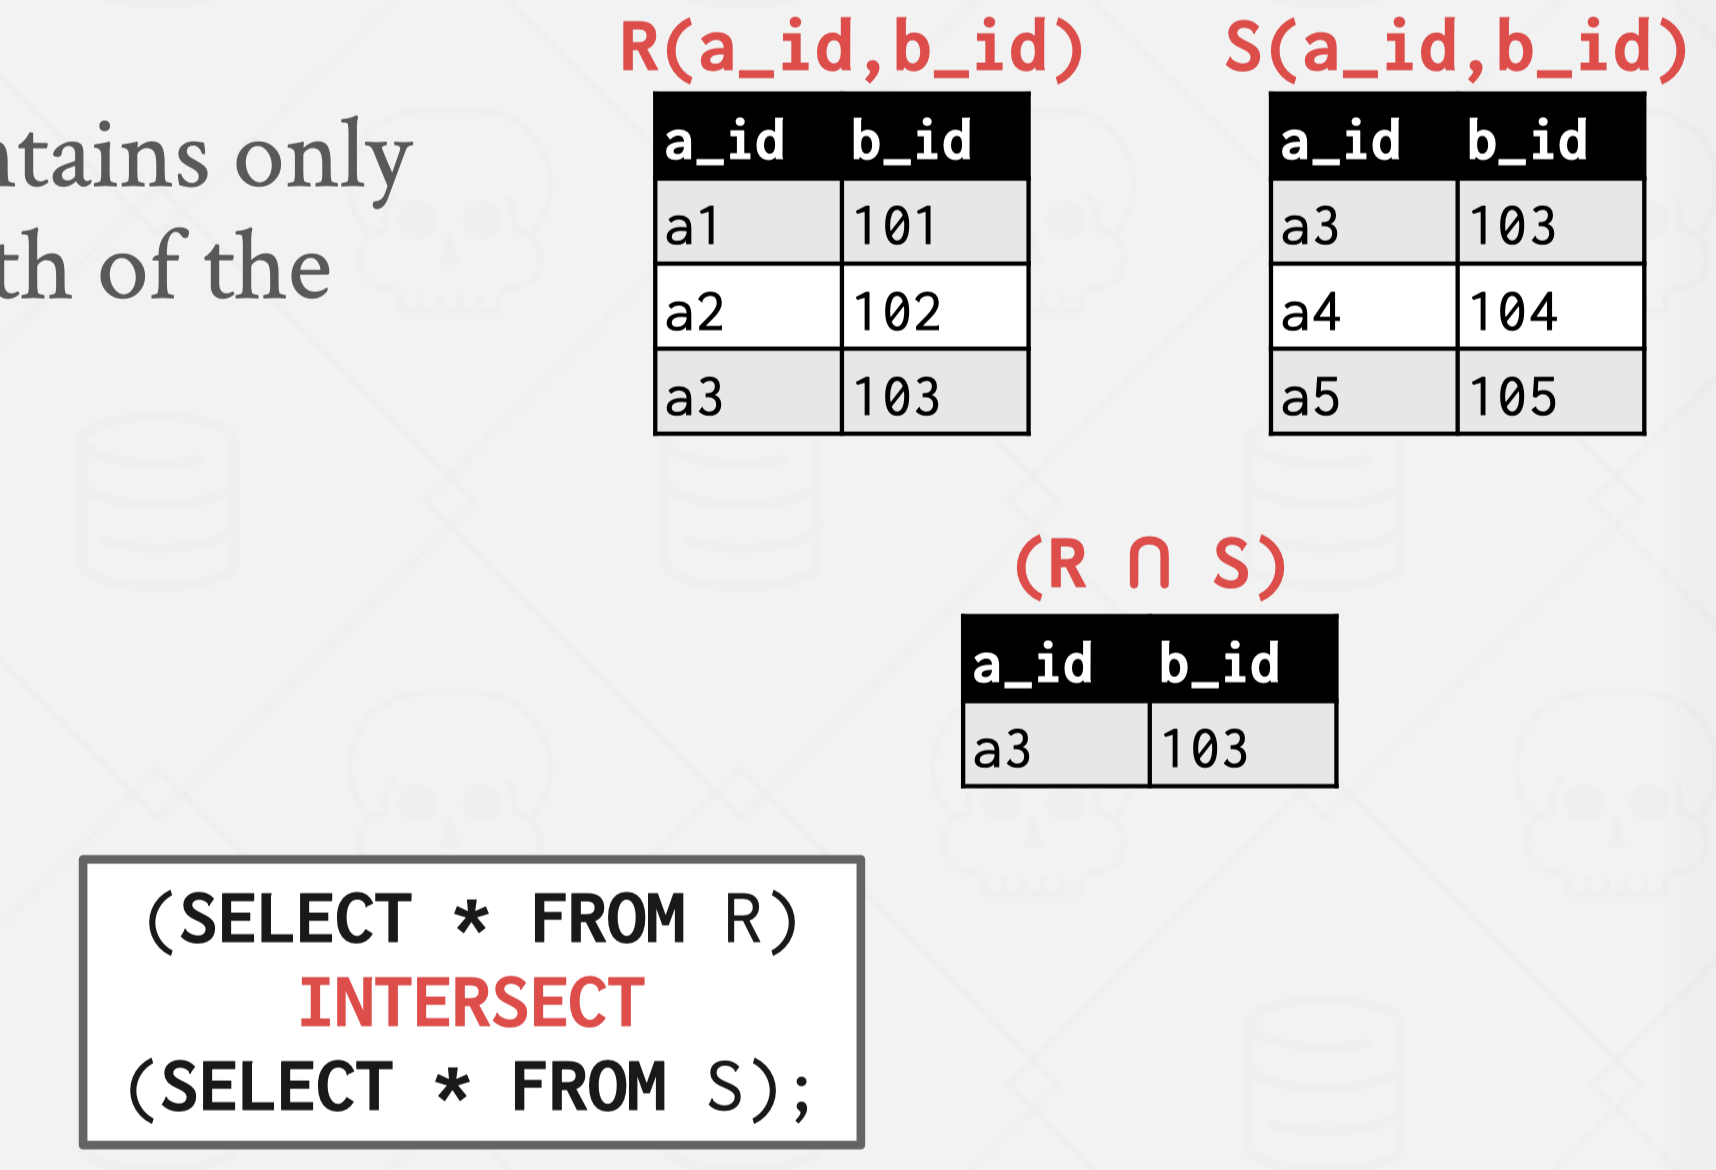 ntains only
th of the
R(a_id,b_id)
a_id b_id
a1 101
a2 102
a3 103
S(a_id,b_id)
a_id b_id
a3 103
a4 104
a5 105
(R ∩ S)
a_id b_id
a3 103
(SELECT * FROM R)
INTERSECT
(SELECT * FROM S);